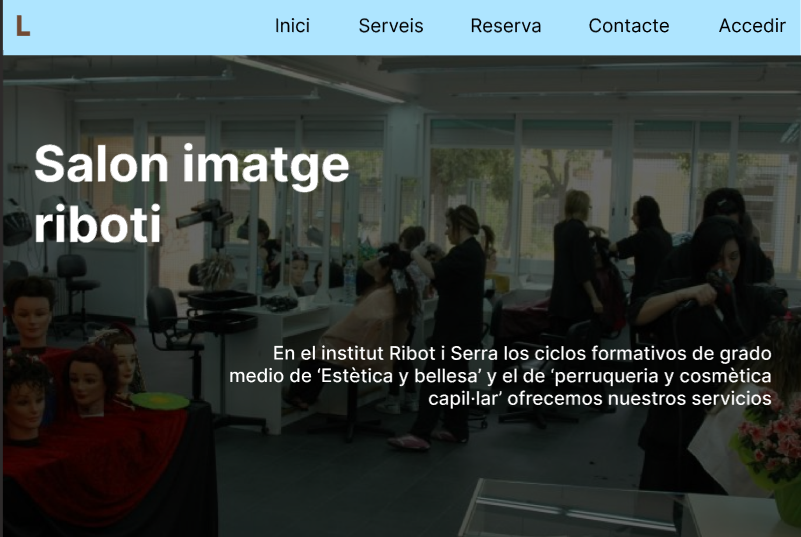 L
Inici Serveis Reserva Contacte Accedir
Salon imatge
riboti
En el institut Ribot i Serra los ciclos formativos de grado
medio de ‘Estètica y bellesa’ y el de ‘perruqueria y cosmètica
capil·lar’ ofrecemos nuestros servicios